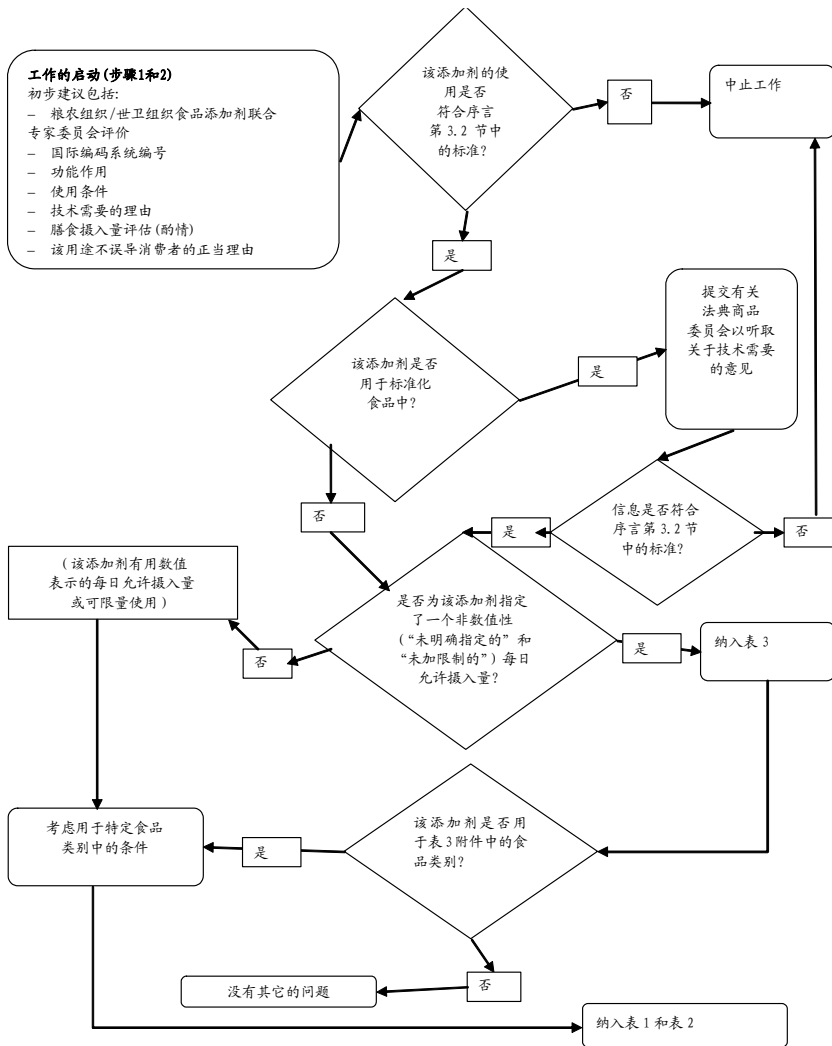 工作的启动(步骤1和2)
初步建议包括:
– 粮农组织/世卫组织食品添加剂联合
专家委员会评价
– 国际编码系统编号
– 功能作用
– 使用条件
– 技术需要的理由
– 膳食摄入量评估(酌情)
– 该用途不误导消费者的正当理由
该添加剂的使
用是否
符合序言
第 3.2 节中
中的标准?
否
中止工作
是
该添加剂是否
用于标准化
食品中?
是
提交有关
法典商品
委员会以听取
关于技术需要
的意见
否
信息是否符合
序言第 3.2 节
中的标准?
是
否
(该添加剂有用数值
表示的每日允许摄入量
或可限量使用)
否
是否为该添加剂指定
了一个非数值性
(“未明确指定的”和
“未加限制的”)每日
允许摄入量?
是
纳入表 3
考虑用于特定食品
类别中的条件
是
该添加剂是否用
于表 3 附件中的食
品类别?
否
没有其它的问题
纳入表 1 和表 2